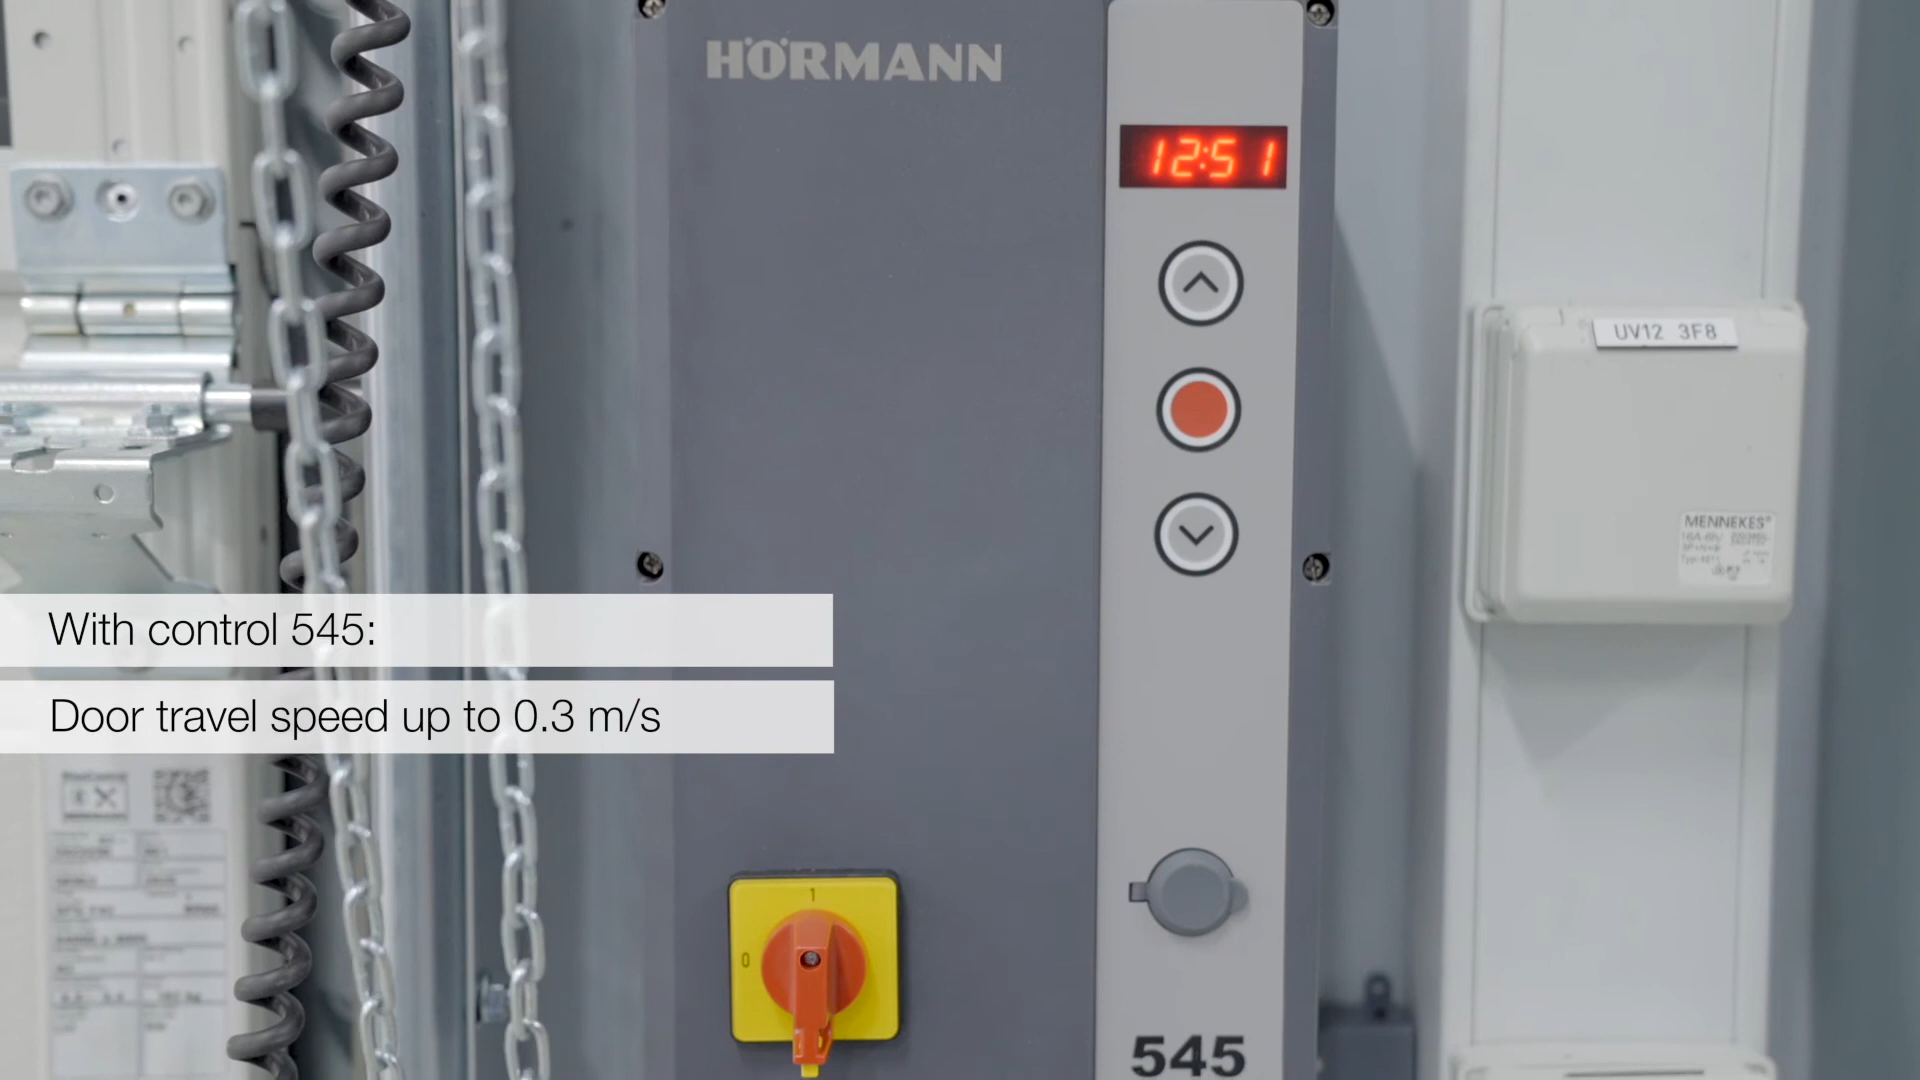 HÖRMANN
12:51
UV12 3F8
MENNEKES®
With control 545:
Door travel speed up to 0.3 m/s
1
0
545